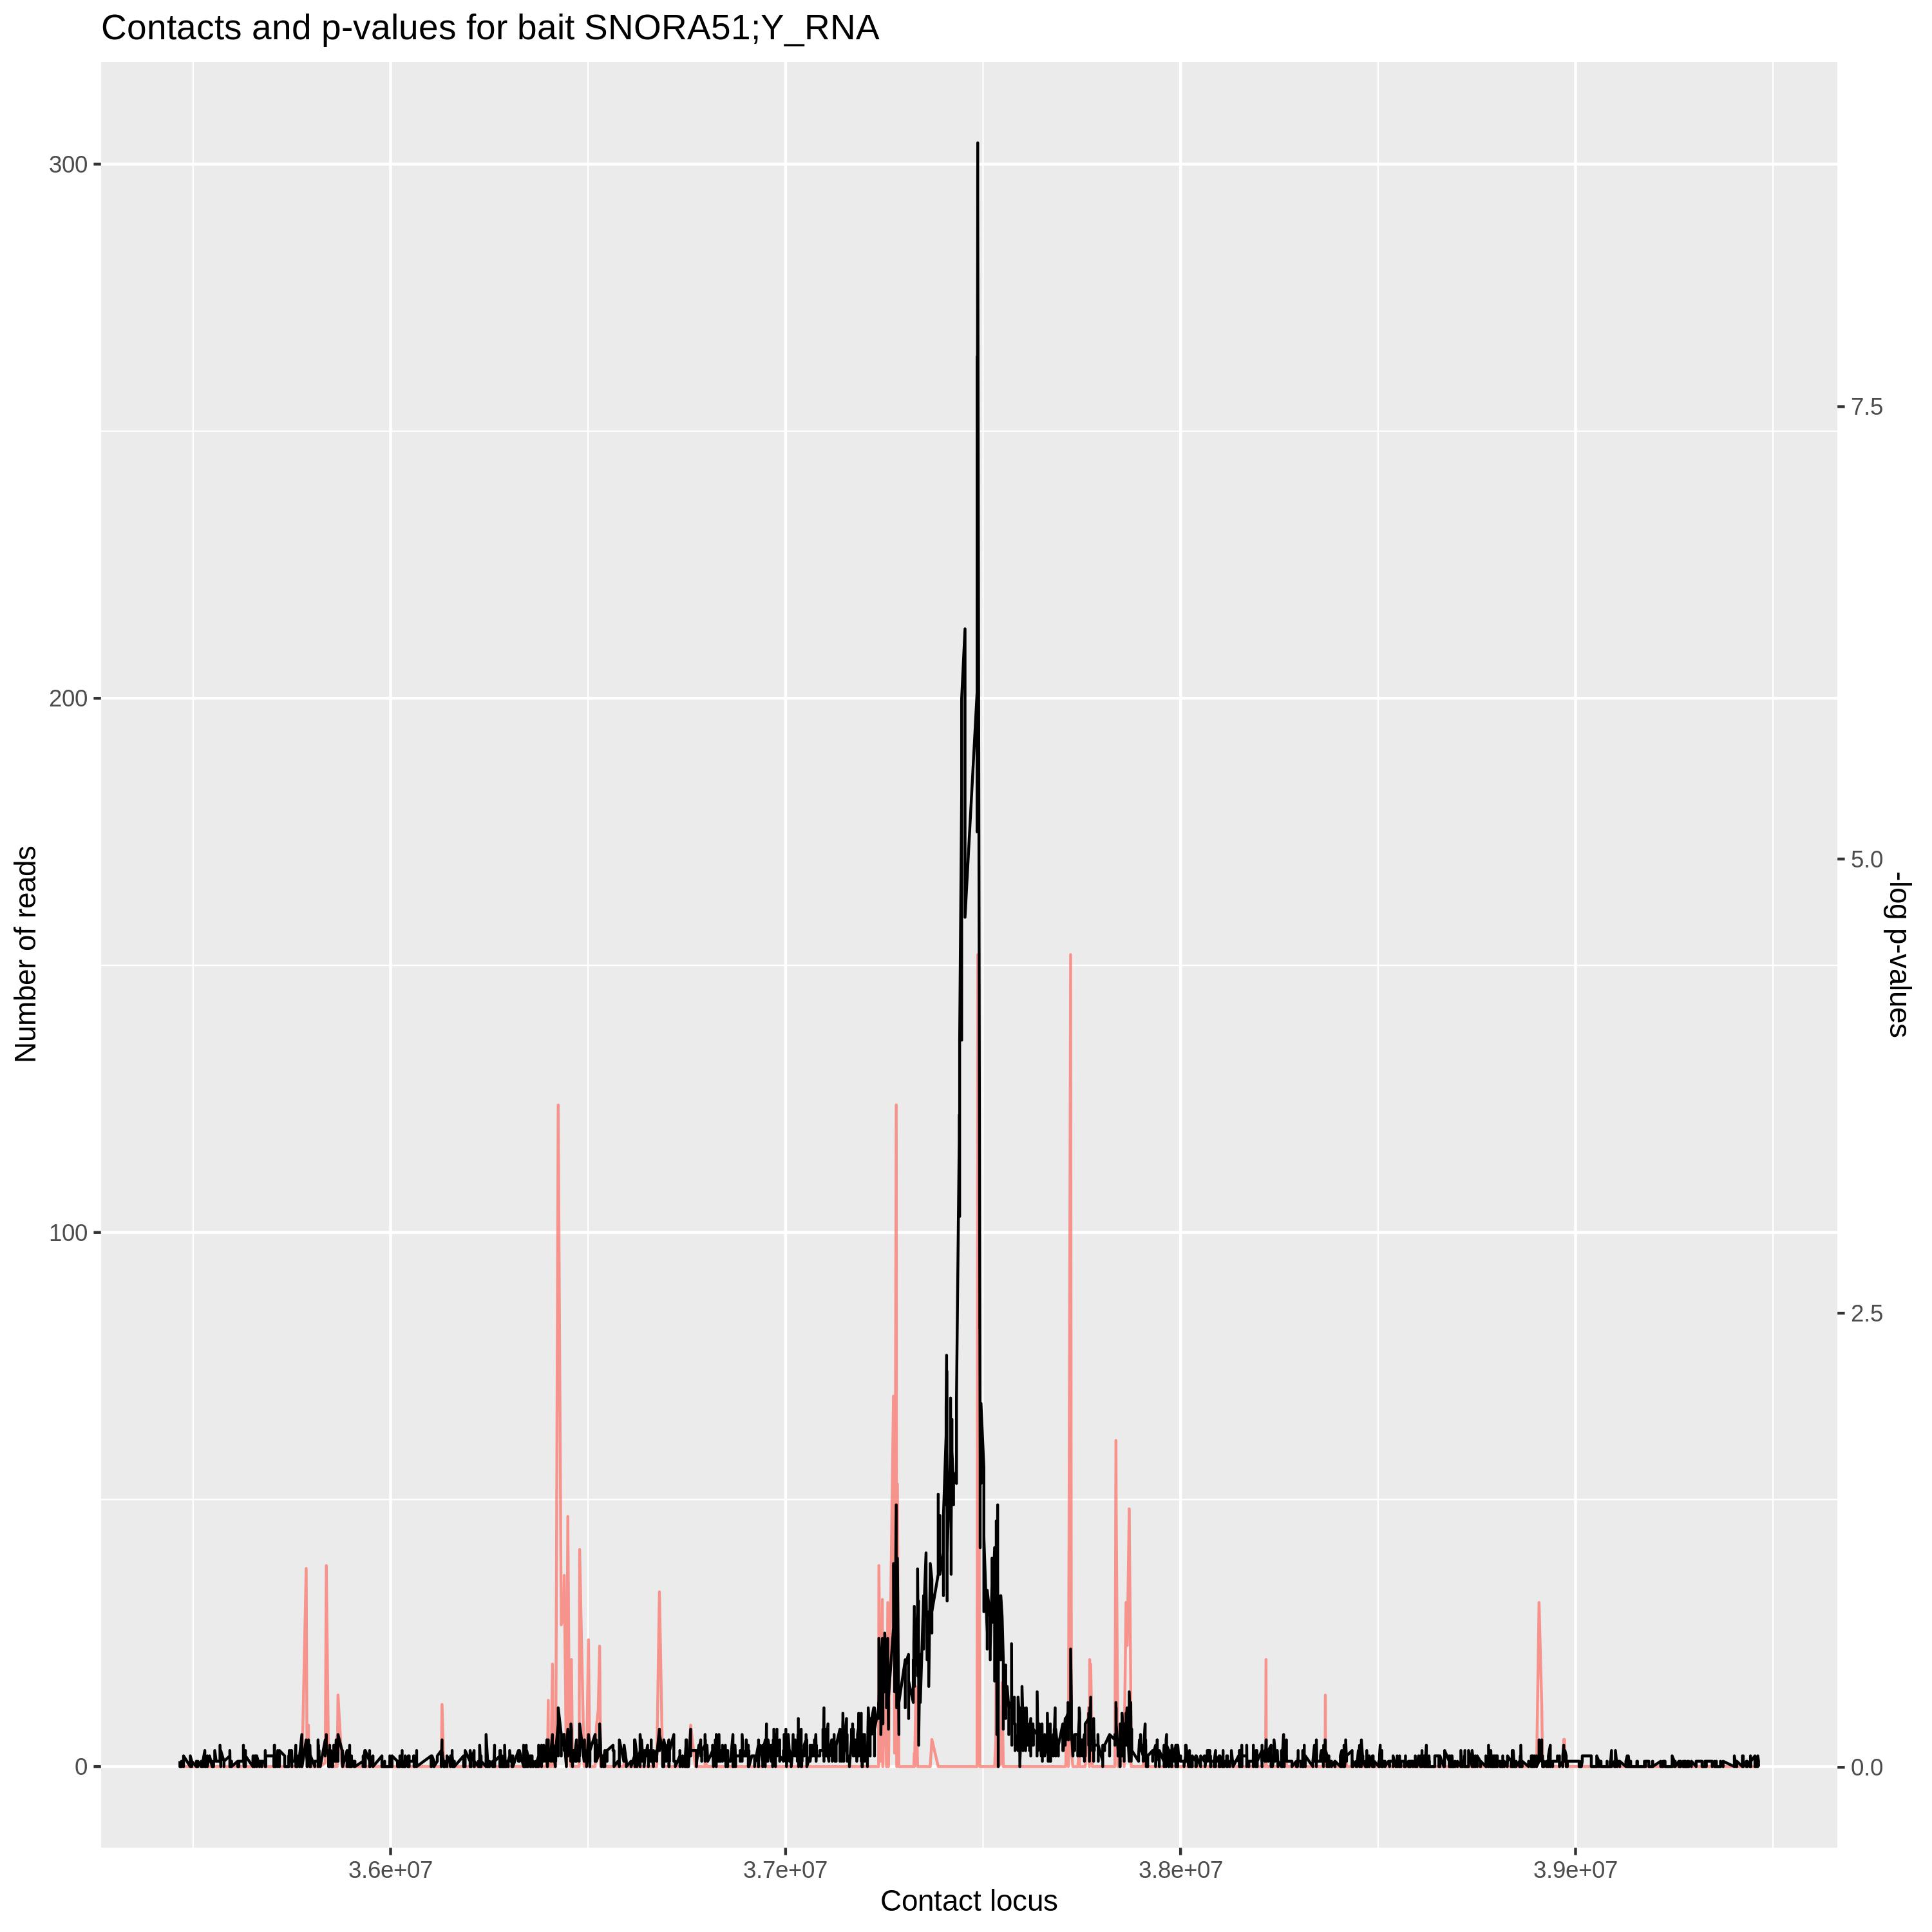 Contacts and p-values for bait SNORA51;Y_RNA
300
200
100
0
Number of reads
7.5
5.0
2.5
0.0
-log p-values
3.6e+07
3.7e+07
3.8e+07
3.9e+07
Contact locus